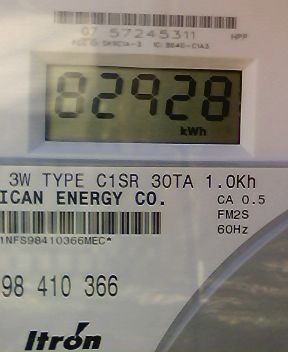 07 57245311 HPP
82928
kWh
3W TYPE C1SR 30TA 1.0Kh
ICAN ENERGY CO. CA 0.5
FM2S
60Hz
1NFS98410366MEC*
98 410 366
Itron